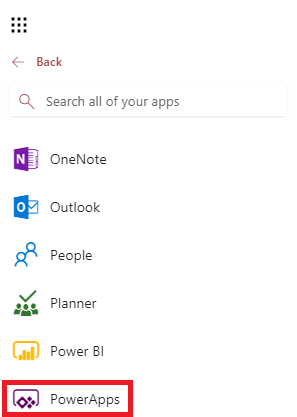 Back
Search all of your apps
OneNote
Outlook
People
Planner
Power BI
PowerApps